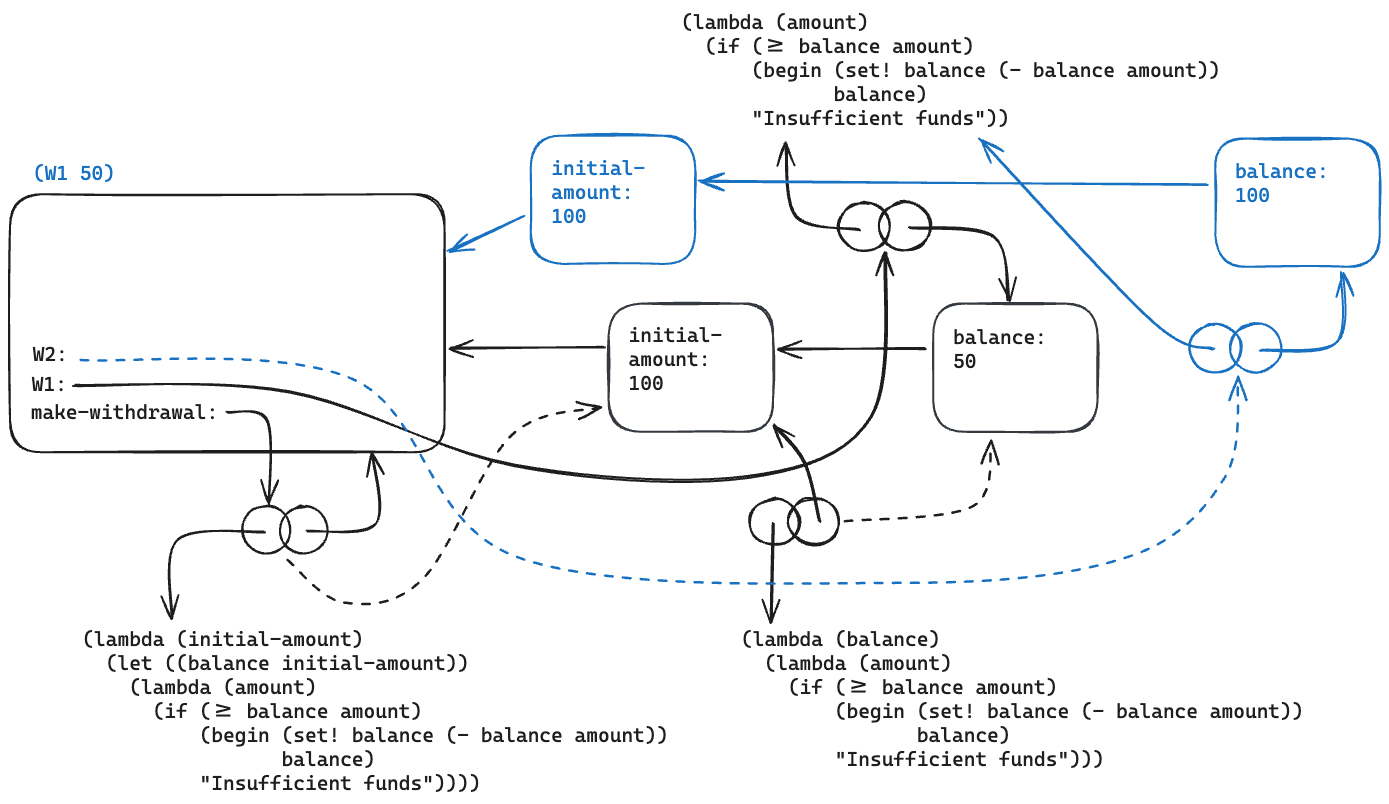 (lambda (amount)
(if (≥ balance amount)
(begin (set! balance (- balance amount))
balance)
"Insufficient funds"))
(W1 50)
initial-
amount:
100
balance:
100
W2:
W1:
make-withdrawal:
initial-
amount:
100
balance:
50
(lambda (initial-amount)
(let ((balance initial-amount))
(lambda (amount)
(if (≥ balance amount)
(begin (set! balance (- balance amount))
balance)
"Insufficient funds"))))
(lambda (balance)
(lambda (amount)
(if (≥ balance amount)
(begin (set! balance (- balance amount))
balance)
"Insufficient funds")))